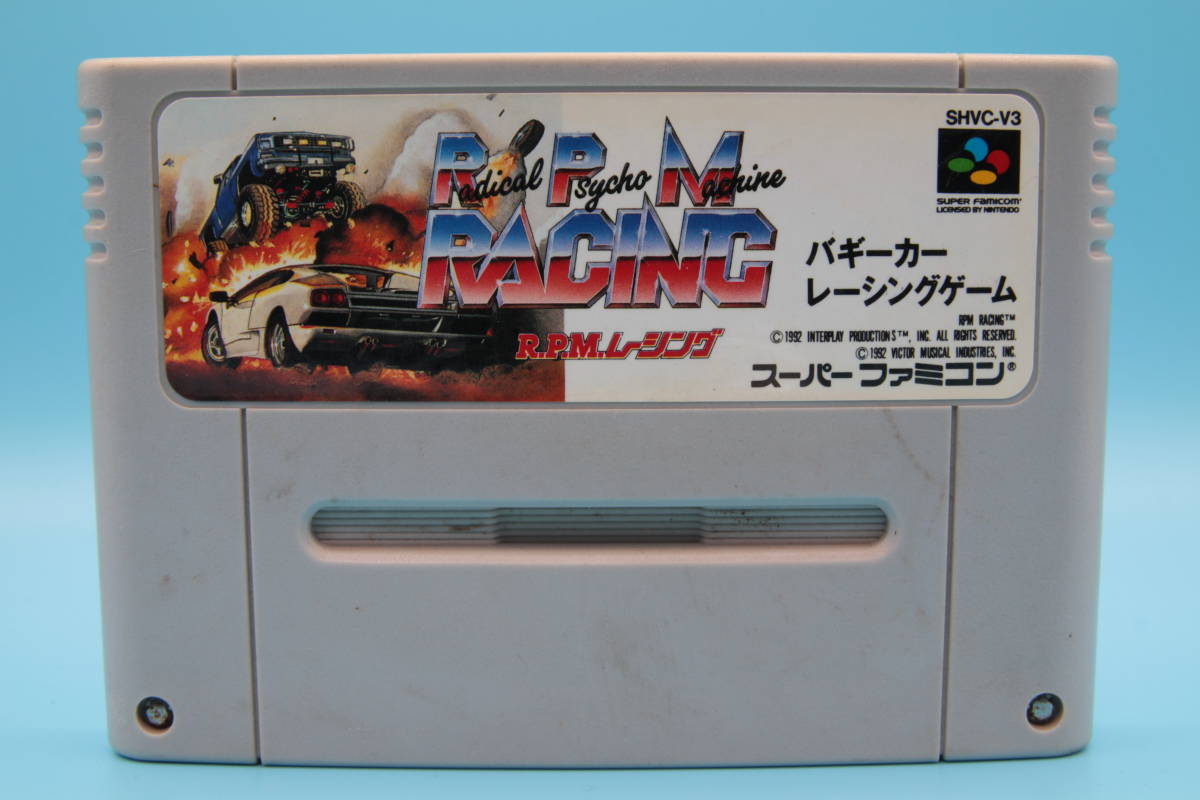 SHVC-V3
Radical Psycho Machine
RACING
R.P.M.レーシング
SUPER FAMICOM
LICENSED BY NINTENDO
バギーカー
レーシングゲーム
RPM RACING™
©1992 INTERPLAY PRODUCTIONS™, INC. ALL RIGHTS RESERVED.
©1992 VICTOR MUSICAL INDUSTRIES, INC.
スーパーファミコン®